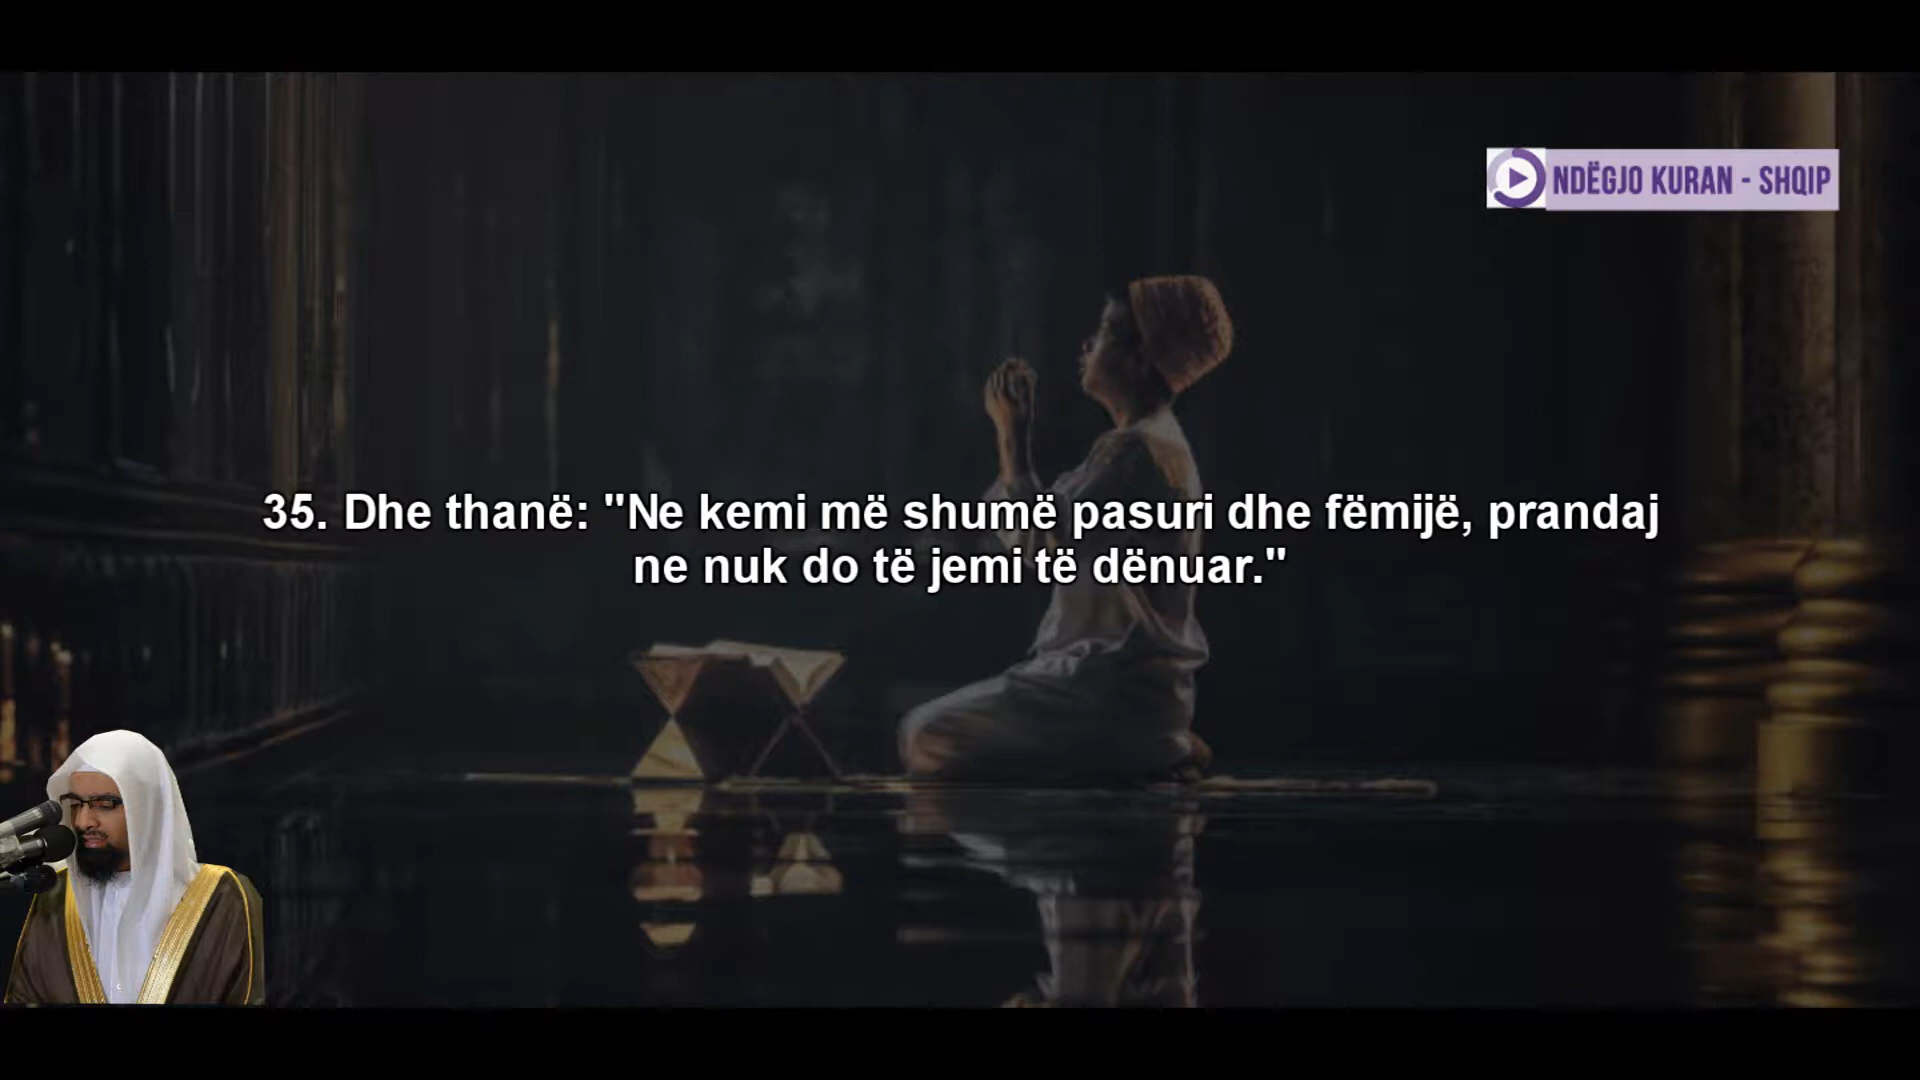 NDËGJO KURAN - SHQIP
35. Dhe thanë: "Ne kemi më shumë pasuri dhe fëmijë, prandaj
ne nuk do të jemi të dënuar."